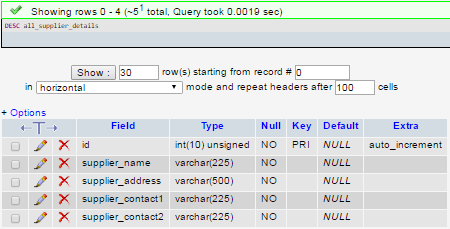 Showing rows 0 - 4 (~5¹ total, Query took 0.0019 sec)
DESC all_supplier_details
Show : 30 row(s) starting from record # 0
in horizontal mode and repeat headers after 100 cells
+ Options
←T→ Field Type Null Key Default Extra
id int(10) unsigned NO PRI NULL auto_increment
supplier_name varchar(225) NO NULL
supplier_address varchar(500) NO NULL
supplier_contact1 varchar(225) NO NULL
supplier_contact2 varchar(225) NO NULL